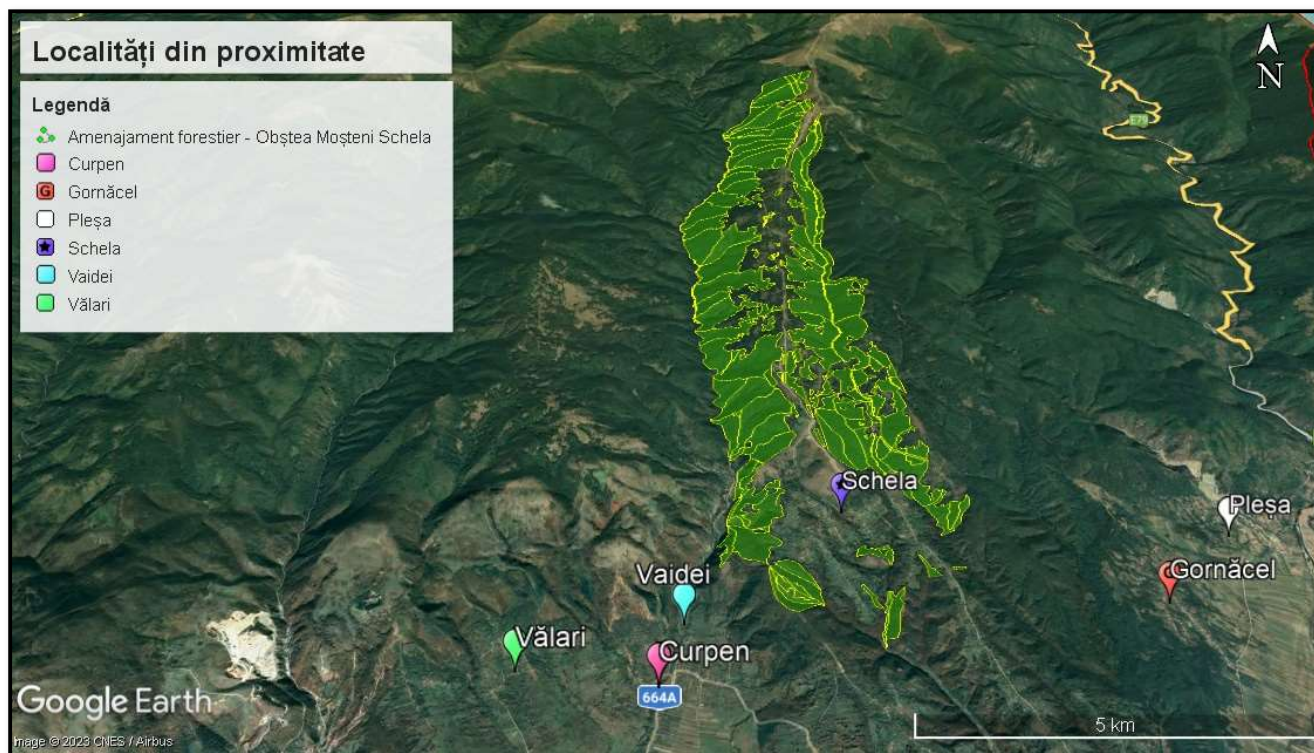 Localități din proximitate
N
Legendă
Amenajament forestier - Obștea Moșteni Schela
Curpen
G Gornăcel
Pleșa
Schela
Vaidei
Vălari
E79
Schela
Pleșa
Gornăcel
Vaidei
Vălari
Curpen
664A
Google Earth
5 km
Image © 2023 CNES / Airbus